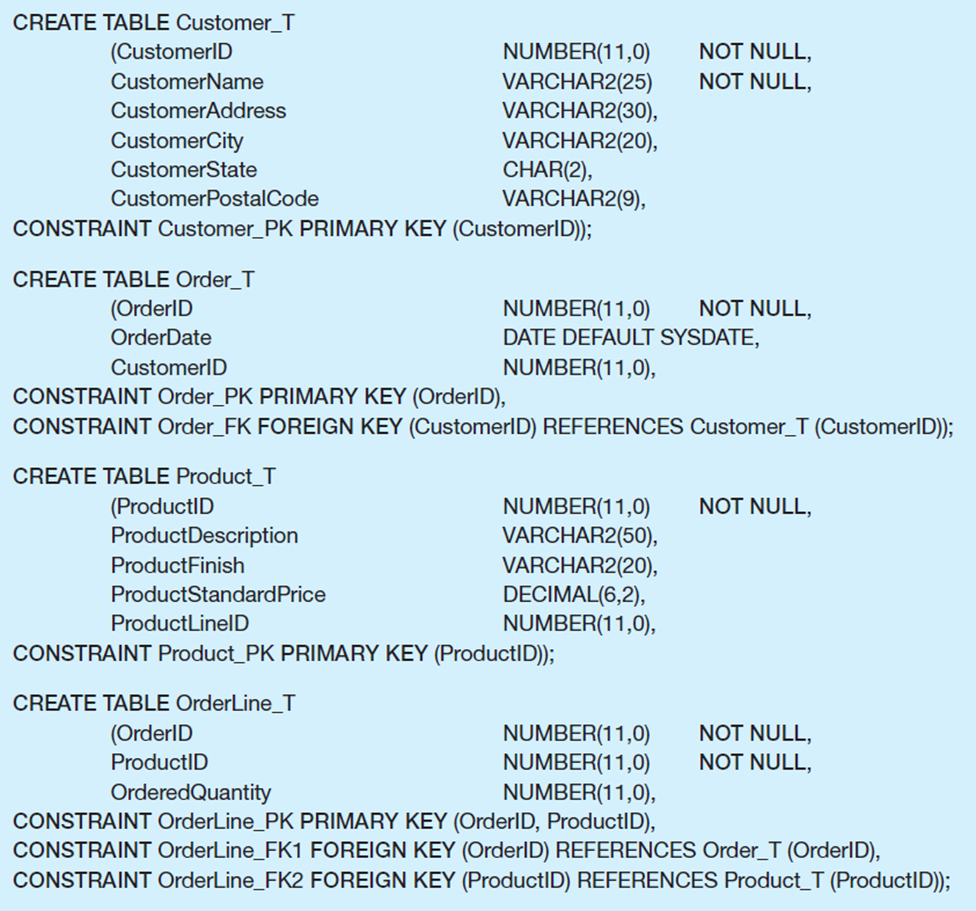 CREATE TABLE Customer_T
(CustomerID NUMBER(11,0) NOT NULL,
CustomerName VARCHAR2(25) NOT NULL,
CustomerAddress VARCHAR2(30),
CustomerCity VARCHAR2(20),
CustomerState CHAR(2),
CustomerPostalCode VARCHAR2(9),
CONSTRAINT Customer_PK PRIMARY KEY (CustomerID));
CREATE TABLE Order_T
(OrderID NUMBER(11,0) NOT NULL,
OrderDate DATE DEFAULT SYSDATE,
CustomerID NUMBER(11,0),
CONSTRAINT Order_PK PRIMARY KEY (OrderID),
CONSTRAINT Order_FK FOREIGN KEY (CustomerID) REFERENCES Customer_T (CustomerID));
CREATE TABLE Product_T
(ProductID NUMBER(11,0) NOT NULL,
ProductDescription VARCHAR2(50),
ProductFinish VARCHAR2(20),
ProductStandardPrice DECIMAL(6,2),
ProductLineID NUMBER(11,0),
CONSTRAINT Product_PK PRIMARY KEY (ProductID));
CREATE TABLE OrderLine_T
(OrderID NUMBER(11,0) NOT NULL,
ProductID NUMBER(11,0) NOT NULL,
OrderedQuantity NUMBER(11,0),
CONSTRAINT OrderLine_PK PRIMARY KEY (OrderID, ProductID),
CONSTRAINT OrderLine_FK1 FOREIGN KEY (OrderID) REFERENCES Order_T (OrderID),
CONSTRAINT OrderLine_FK2 FOREIGN KEY (ProductID) REFERENCES Product_T (ProductID));